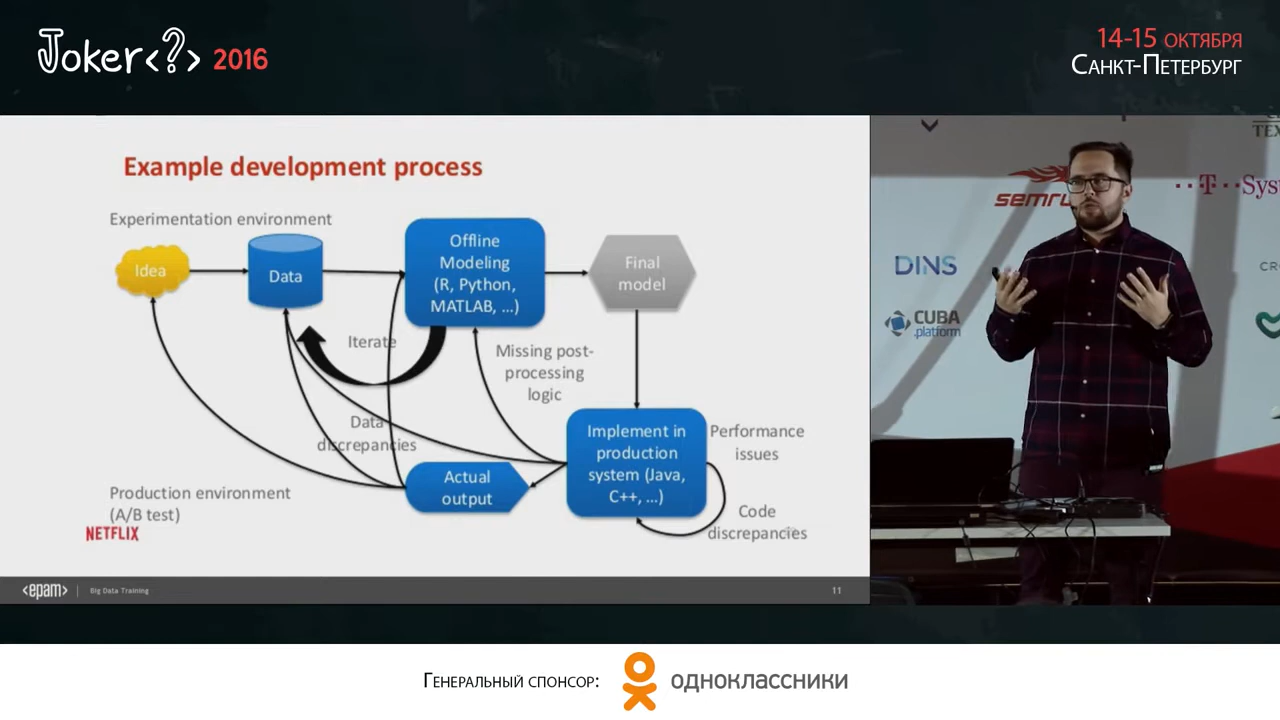 Joker<?> 2016
14-15 ОКТЯБРЯ
САНКТ-ПЕТЕРБУРГ
Example development process
Experimentation environment
Idea
Data
Offline
Modeling
(R, Python,
MATLAB, ...)
Final
model
Iterate
Missing post-
processing
logic
Data
discrepancies
Implement in
production
system (Java,
C++, ...)
Performance
issues
Actual
output
Code
discrepancies
Production environment
(A/B test)
NETFLIX
<epam>
Big Data Training
11
DINS
CUBA
.platform
ГЕНЕРАЛЬНЫЙ СПОНСОР:
одноклассники